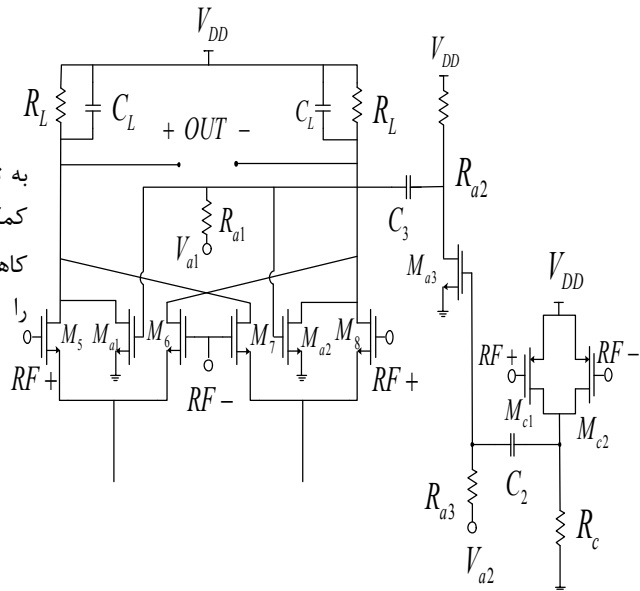 V_DD
V_DD
R_L C_L C_L R_L
+ OUT −
به
کم
R_a2
C_3
R_a1
کاه
V_a1
M_a3
V_DD
را
M_5 M_a1 M_6 M_7 M_a2 M_8
RF+ RF−
RF+ RF− RF+
M_c1
M_c2
C_2
R_a3
R_c
V_a2